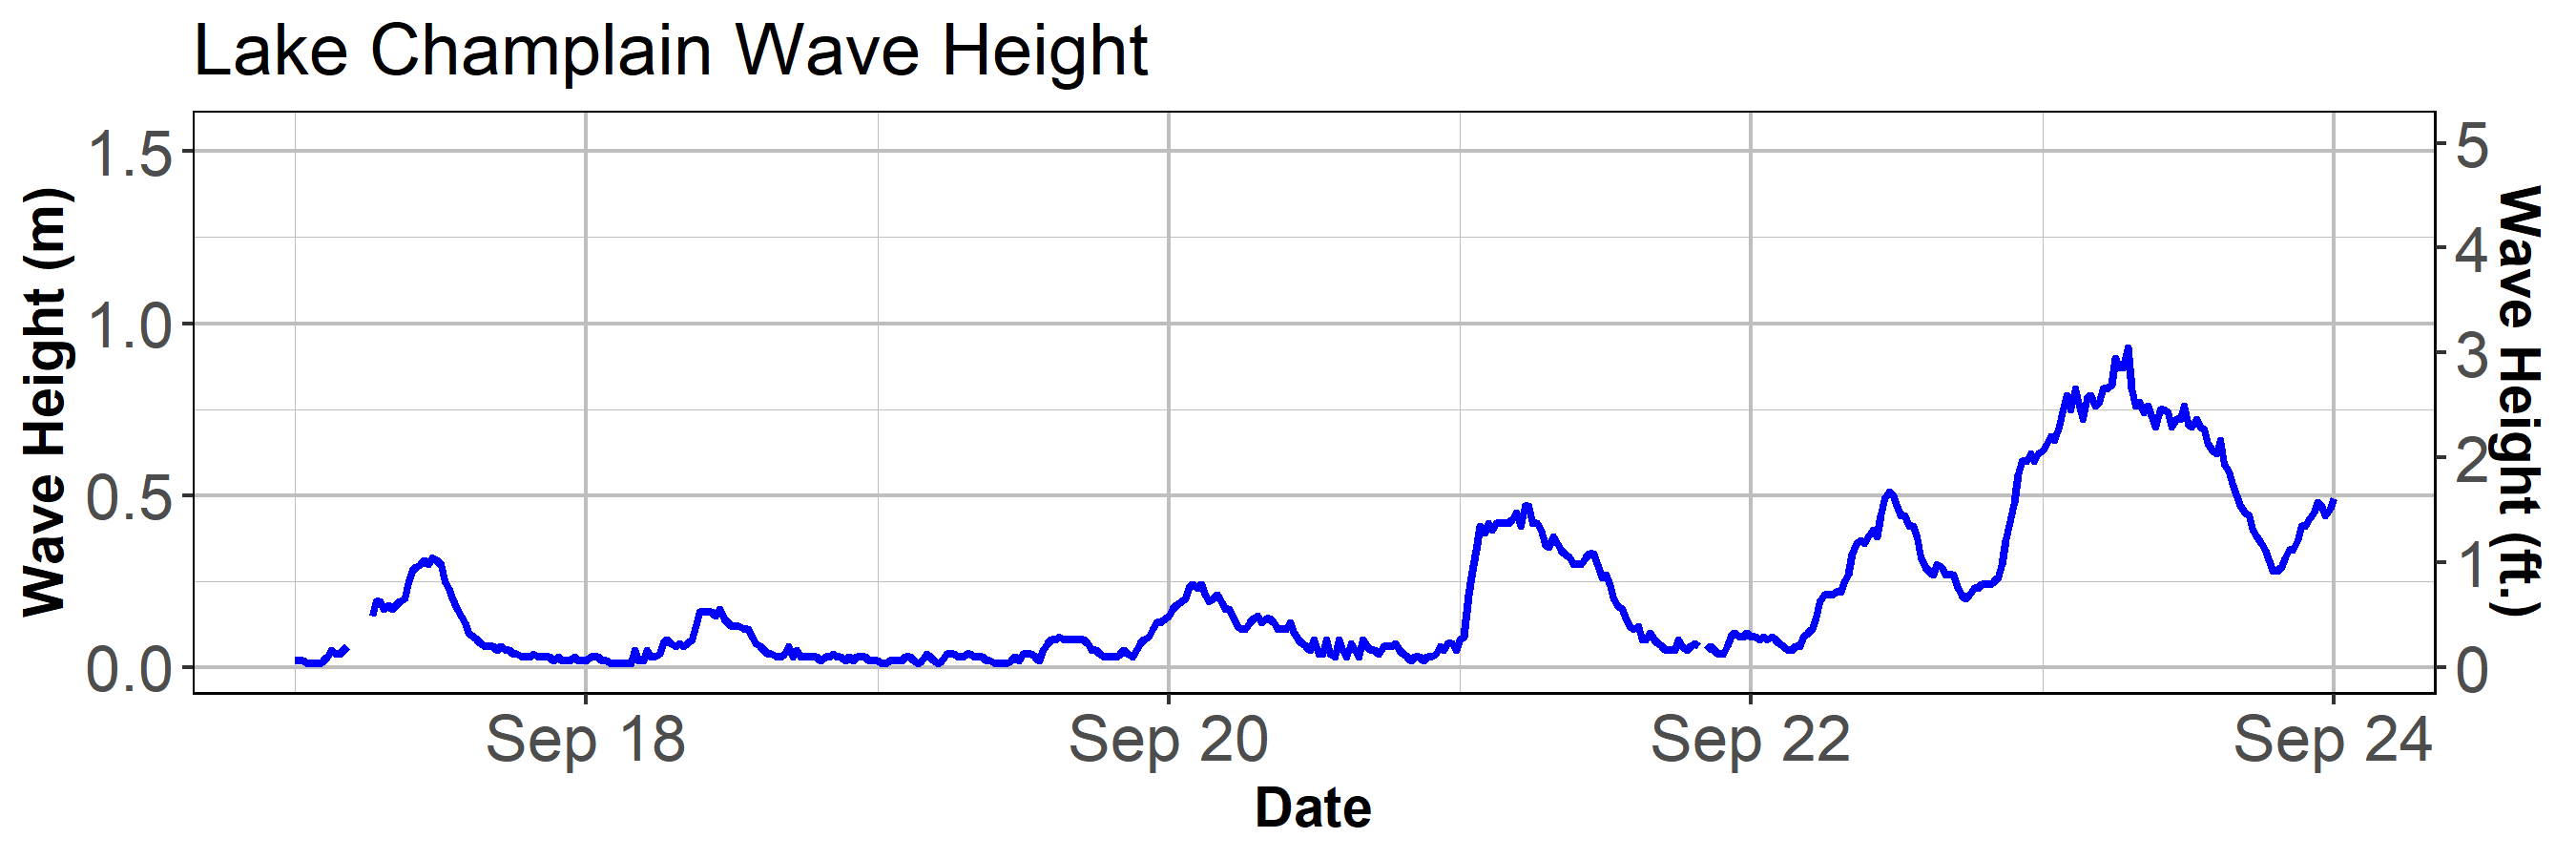 Lake Champlain Wave Height
Wave Height (m)
1.5
1.0
0.5
0.0
5
4
3
2
1
0
Wave Height (ft.)
Sep 18
Sep 20
Sep 22
Sep 24
Date